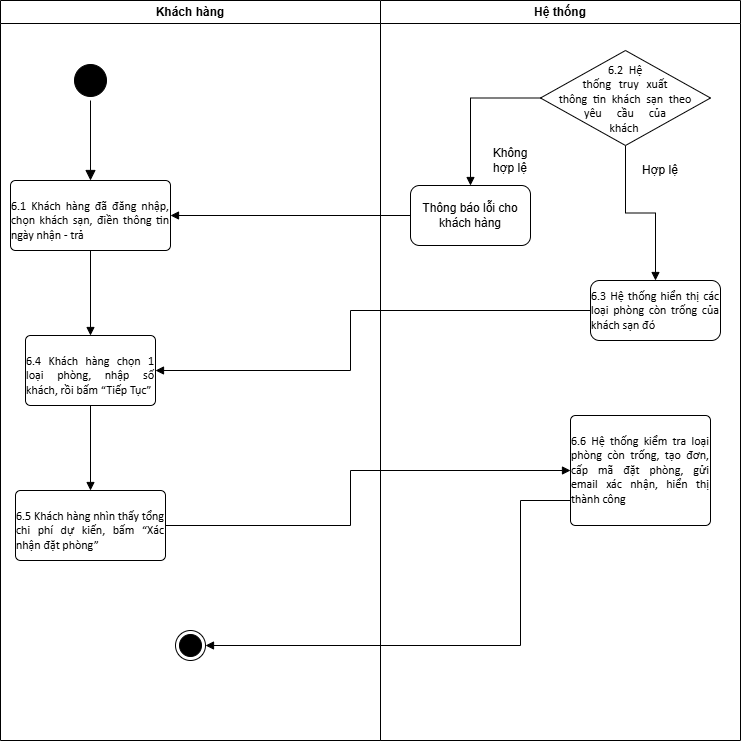 Khách hàng
Hệ thống
6.2 Hệ
thống truy xuất
thông tin khách sạn theo
yêu cầu của
khách
Không
hợp lệ
Hợp lệ
6.1 Khách hàng đã đăng nhập,
chọn khách sạn, điền thông tin
ngày nhận - trả
Thông báo lỗi cho
khách hàng
6.3 Hệ thống hiển thị các
loại phòng còn trống của
khách sạn đó
6.4 Khách hàng chọn 1
loại phòng, nhập số
khách, rồi bấm “Tiếp Tục”
6.6 Hệ thống kiểm tra loại
phòng còn trống, tạo đơn,
cấp mã đặt phòng, gửi
email xác nhận, hiển thị
thành công
6.5 Khách hàng nhìn thấy tổng
chi phí dự kiến, bấm “Xác
nhận đặt phòng”